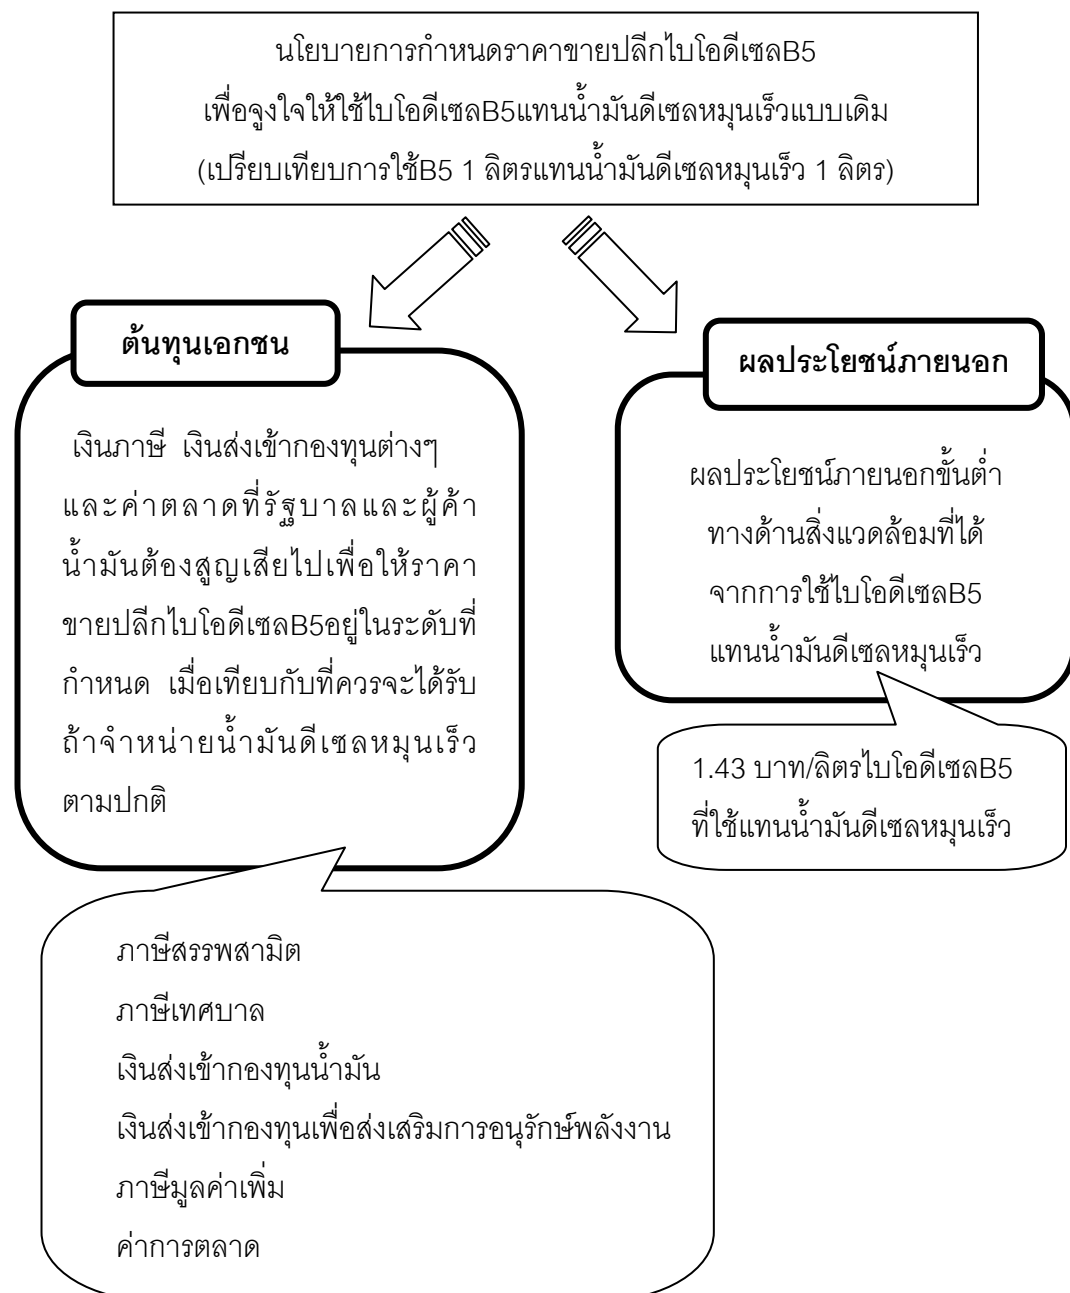 นโยบายการกำหนดราคาขายปลีกไบโอดีเซลB5
เพื่อจูงใจให้ใช้ไบโอดีเซลB5แทนน้ำมันดีเซลหมุนเร็วแบบเดิม
(เปรียบเทียบการใช้B5 1 ลิตรแทนน้ำมันดีเซลหมุนเร็ว 1 ลิตร)
ต้นทุนเอกชน
เงินภาษี เงินส่งเข้ากองทุนต่างๆ
และค่าตลาดที่รัฐบาลและผู้ค้า
น้ำมันต้องสูญเสียไปเพื่อให้ราคา
ขายปลีกไบโอดีเซลB5อยู่ในระดับที่
กำหนด เมื่อเทียบกับที่ควรจะได้รับ
ถ้าจำหน่ายน้ำมันดีเซลหมุนเร็ว
ตามปกติ
ภาษีสรรพสามิต
ภาษีเทศบาล
เงินส่งเข้ากองทุนน้ำมัน
เงินส่งเข้ากองทุนเพื่อส่งเสริมการอนุรักษ์พลังงาน
ภาษีมูลค่าเพิ่ม
ค่าการตลาด
ผลประโยชน์ภายนอก
ผลประโยชน์ภายนอกขั้นต่ำ
ทางด้านสิ่งแวดล้อมที่ได้
จากการใช้ไบโอดีเซลB5
แทนน้ำมันดีเซลหมุนเร็ว
1.43 บาท/ลิตรไบโอดีเซลB5
ที่ใช้แทนน้ำมันดีเซลหมุนเร็ว